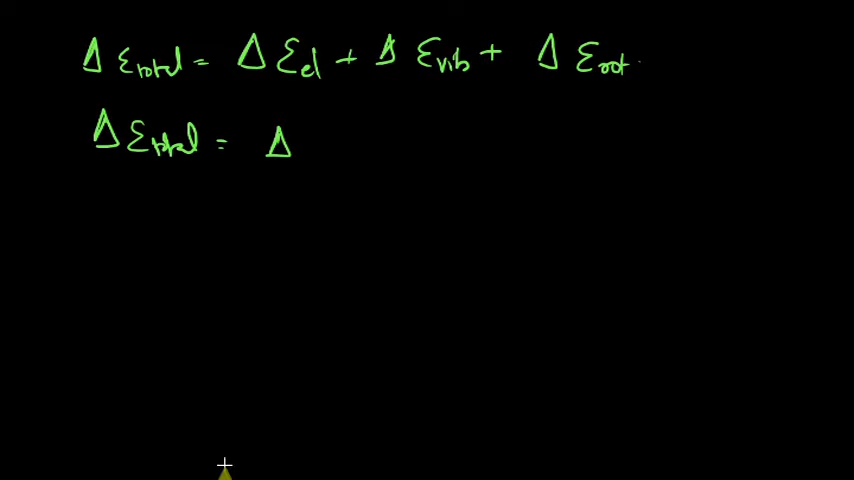 Δ ε_total = Δ ε_el + Δ ε_vib + Δ ε_rot
Δ ε_total = Δ